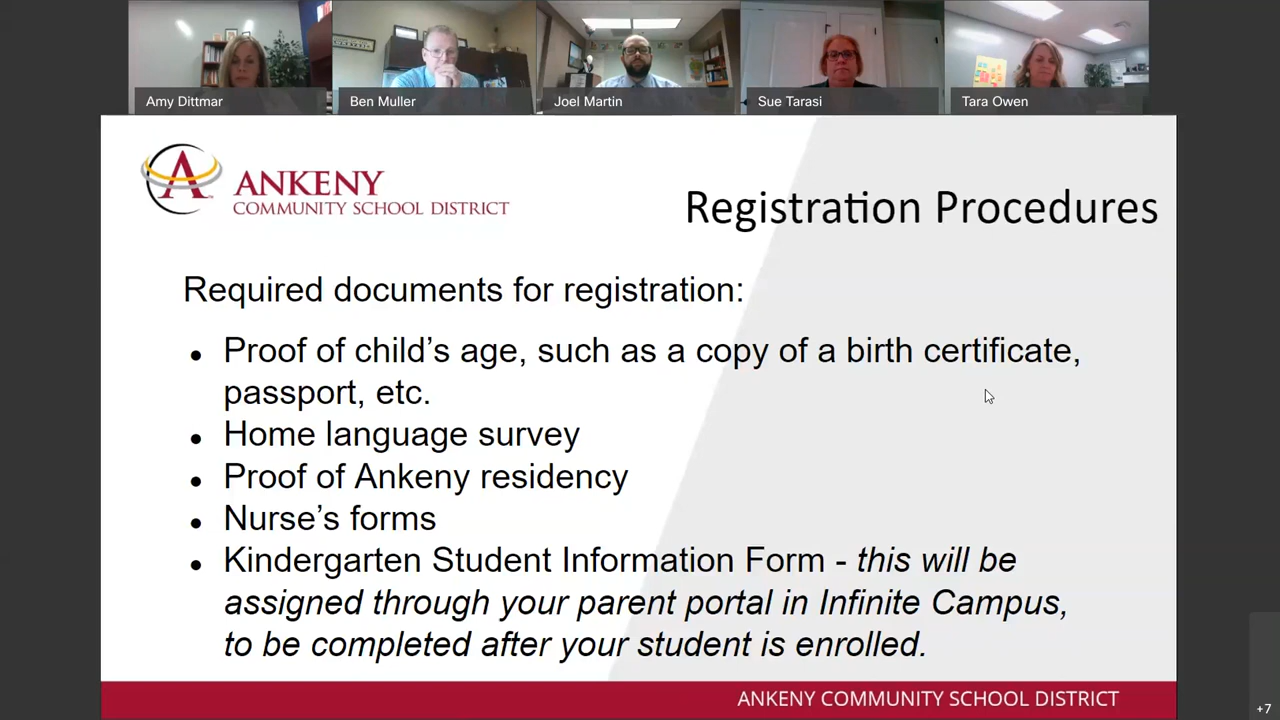 Amy Dittmar
Ben Muller
Joel Martin
Sue Tarasi
Tara Owen
A
ANKENY
COMMUNITY SCHOOL DISTRICT
Registration Procedures
Required documents for registration:
● Proof of child’s age, such as a copy of a birth certificate,
passport, etc.
● Home language survey
● Proof of Ankeny residency
● Nurse’s forms
● Kindergarten Student Information Form - this will be
assigned through your parent portal in Infinite Campus,
to be completed after your student is enrolled.
ANKENY COMMUNITY SCHOOL DISTRICT
+7